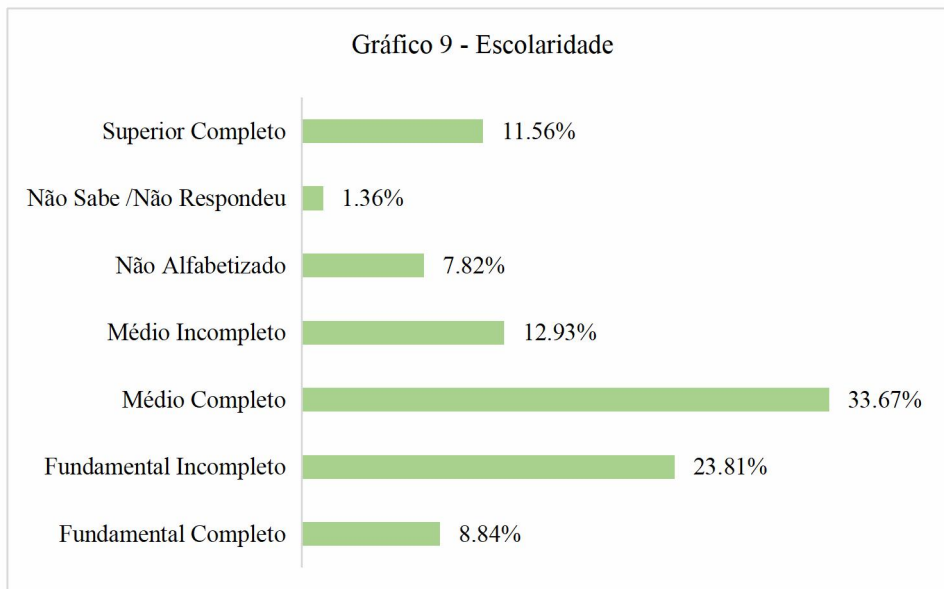 Gráfico 9 - Escolaridade
Superior Completo 11.56%
Não Sabe /Não Respondeu 1.36%
Não Alfabetizado 7.82%
Médio Incompleto 12.93%
Médio Completo 33.67%
Fundamental Incompleto 23.81%
Fundamental Completo 8.84%